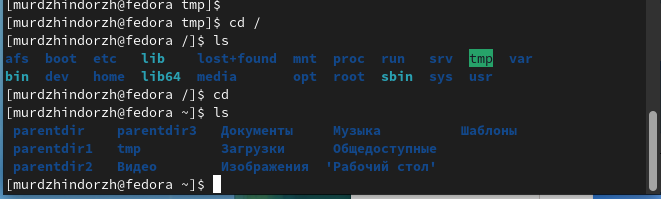 [murdzhindorzh@fedora tmp]$
[murdzhindorzh@fedora tmp]$ cd /
[murdzhindorzh@fedora /]$ ls
afs  boot  etc   lib    lost+found  mnt  proc  run   srv  tmp  var
bin  dev   home  lib64  media       opt  root  sbin  sys  usr
[murdzhindorzh@fedora /]$ cd
[murdzhindorzh@fedora ~]$ ls
parentdir   parentdir3  Документы    Музыка         Шаблоны
parentdir1  tmp         Загрузки     Общедоступные
parentdir2  Видео       Изображения  'Рабочий стол'
[murdzhindorzh@fedora ~]$